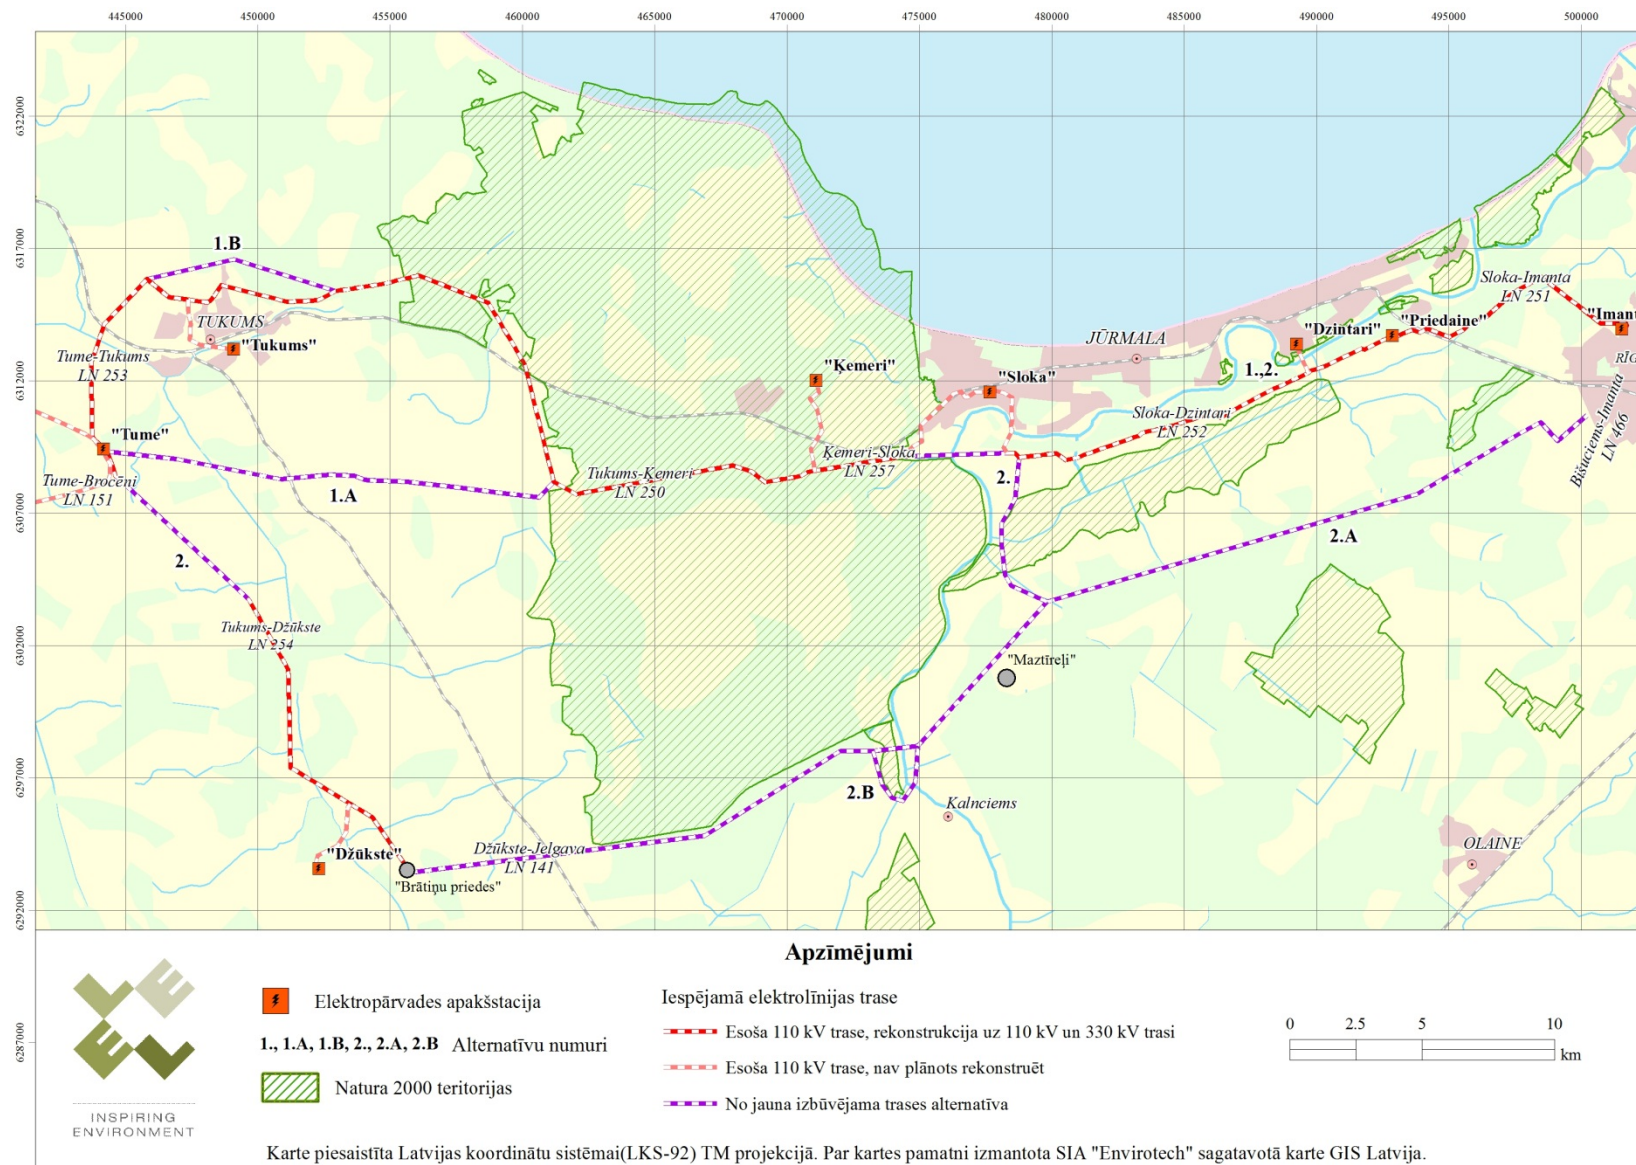 445000
450000
455000
460000
465000
470000
475000
480000
485000
490000
495000
500000
6322000
6317000
6312000
6307000
6302000
6297000
6292000
6287000
1.B
TUKUMS
"Tukums"
Tume-Tukums
LN 253
"Tume"
Tume-Brocēni
LN 151
1.A
2.
Tukums-Džūkste
LN 254
"Džūkste"
"Brātiņu priedes"
Džūkste-Jelgava
LN 141
Tukums-Ķemeri
LN 250
"Ķemeri"
Ķemeri-Sloka
LN 257
"Sloka"
JŪRMALA
2.
Sloka-Dzintari
LN 252
1.,2.
"Dzintari"
"Priedaine"
Sloka-Imanta
LN 251
"Imant
RĪG
Bišuciems-Imanta
LN 466
2.A
"Maztīreļi"
2.B
Kalnciems
OLAINE
Apzīmējumi
INSPIRING
ENVIRONMENT
Elektropārvades apakšstacija
1., 1.A, 1.B, 2., 2.A, 2.B Alternatīvu numuri
Natura 2000 teritorijas
Iespējamā elektrolīnijas trase
Esoša 110 kV trase, rekonstrukcija uz 110 kV un 330 kV trasi
Esoša 110 kV trase, nav plānots rekonstruēt
No jauna izbūvējama trases alternatīva
0 2.5 5 10
km
Karte piesaistīta Latvijas koordinātu sistēmai(LKS-92) TM projekcijā. Par kartes pamatni izmantota SIA "Envirotech" sagatavotā karte GIS Latvija.